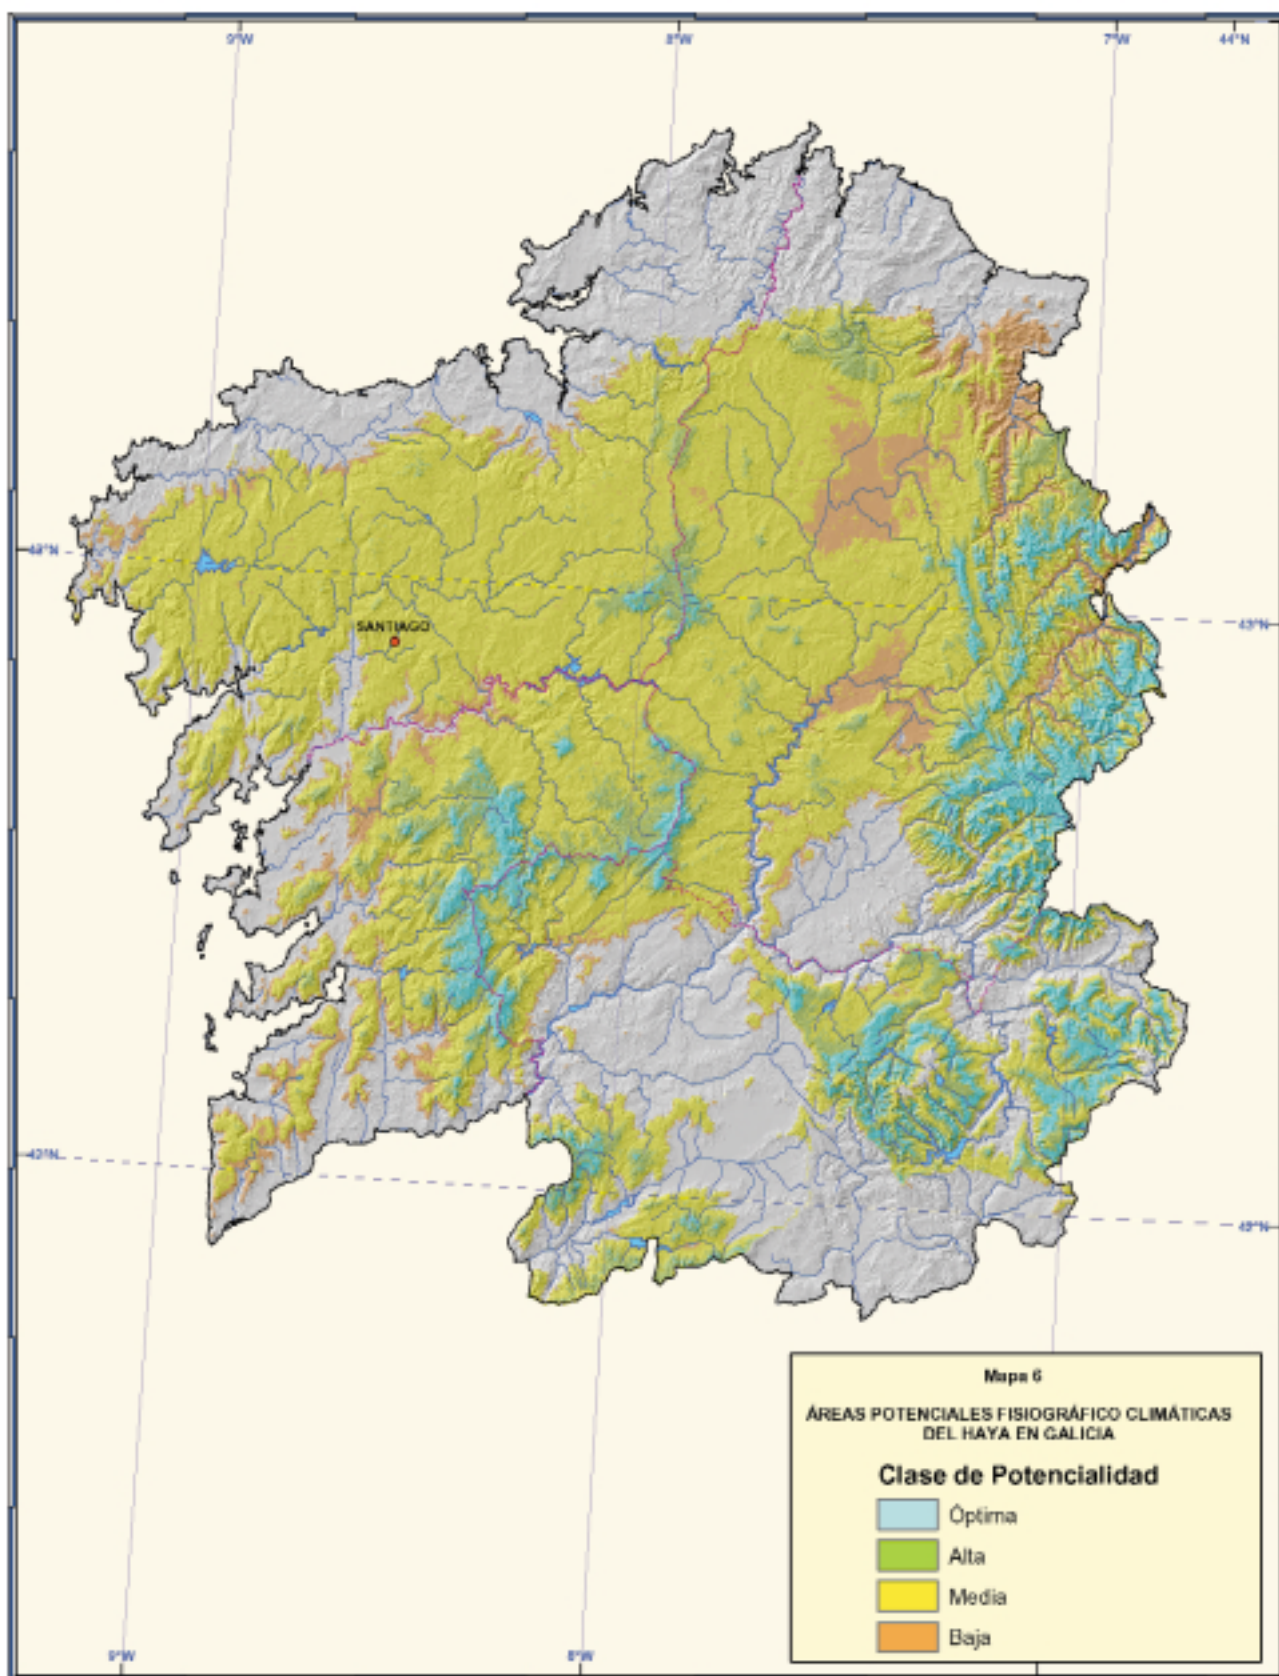 9°W 8°W 7°W 44°N
43°N
43°N
SANTIAGO
42°N
42°N
Mapa 6
ÁREAS POTENCIALES FISIOGRÁFICO CLIMÁTICAS
DEL HAYA EN GALICIA
Clase de Potencialidad
Óptima
Alta
Media
Baja
9°W 8°W